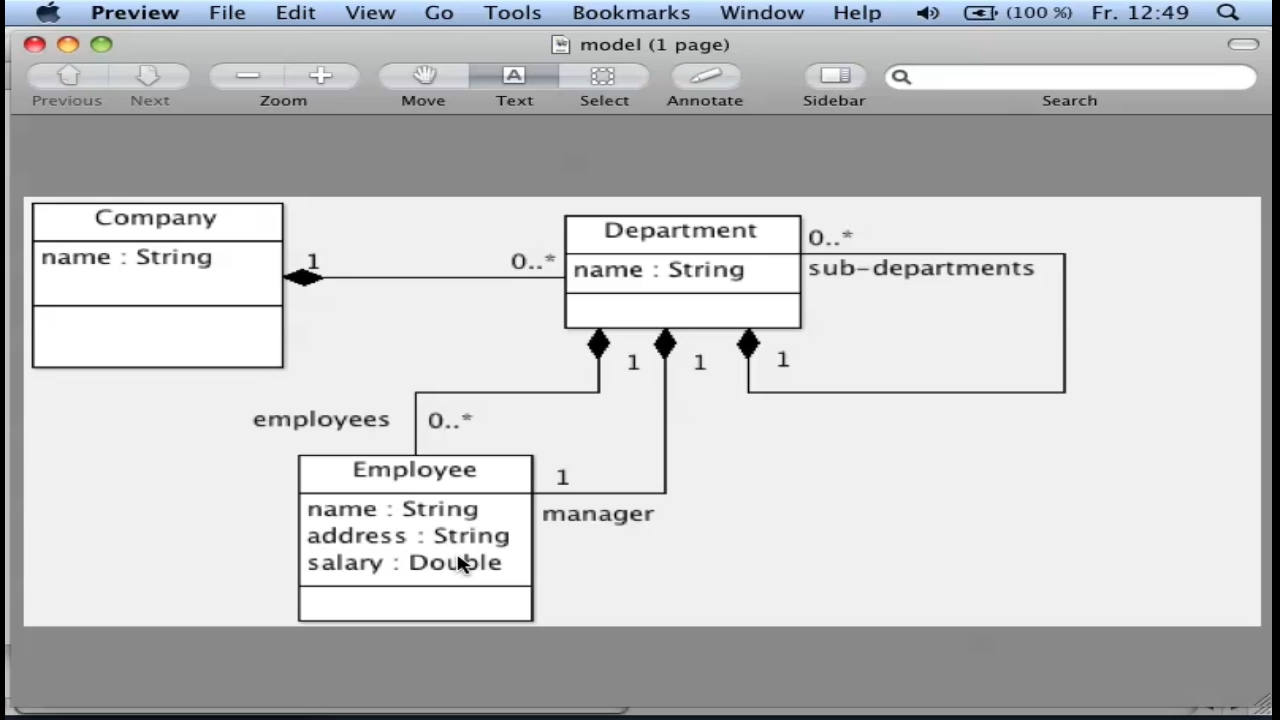 Preview File Edit View Go Tools Bookmarks Window Help (100 %) Fr. 12:49
model (1 page)
Previous Next Zoom Move Text Select Annotate Sidebar Search
A
Company
name : String
1
0..*
Department
name : String
0..*
sub-departments
1
1
1
employees
0..*
Employee
name : String
address : String
salary : Double
1
manager